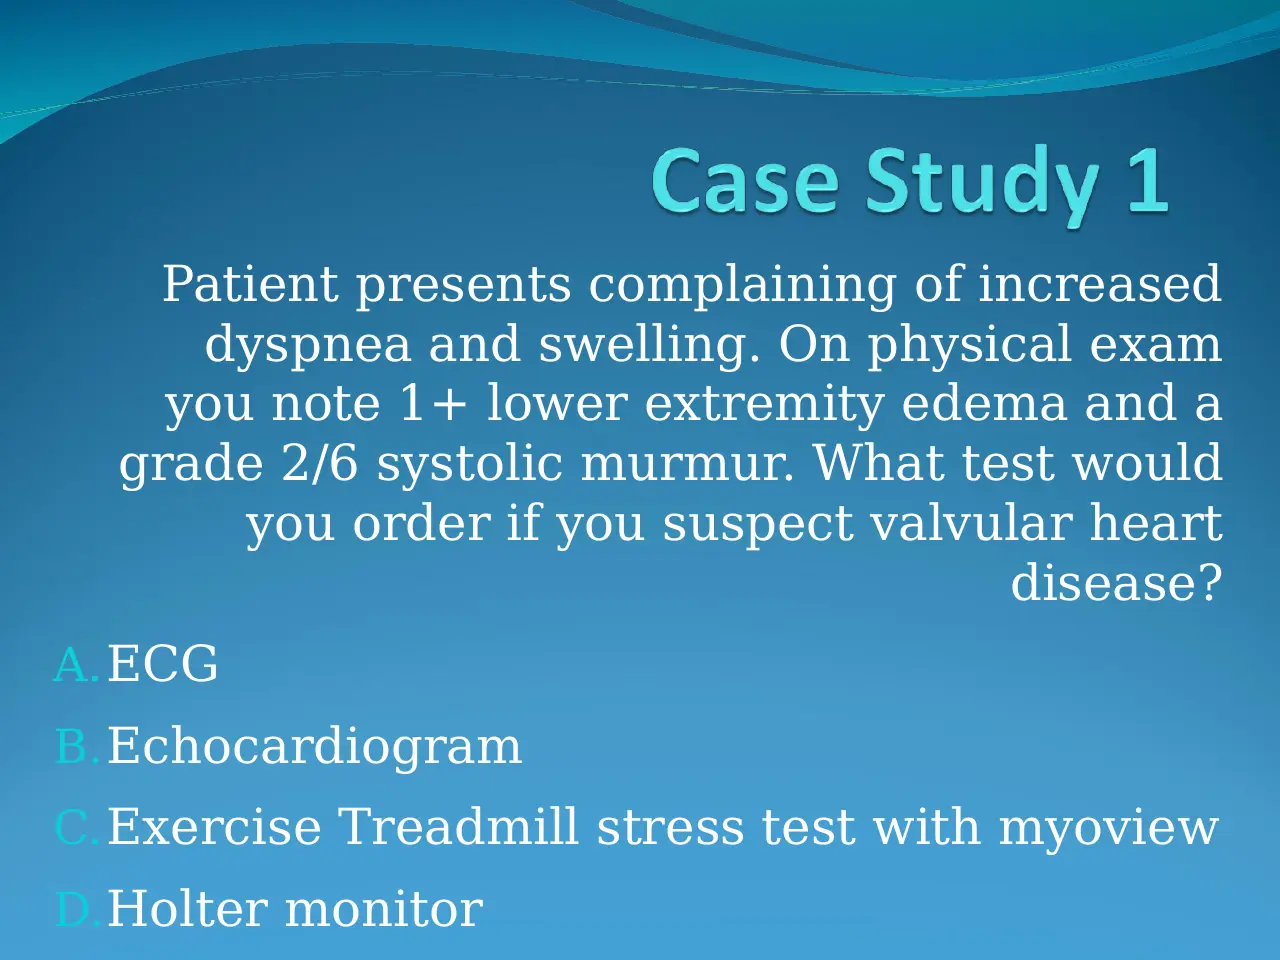 Case Study 1
Patient presents complaining of increased
dyspnea and swelling. On physical exam
you note 1+ lower extremity edema and a
grade 2/6 systolic murmur. What test would
you order if you suspect valvular heart
disease?
A. ECG
B. Echocardiogram
C. Exercise Treadmill stress test with myoview
D. Holter monitor